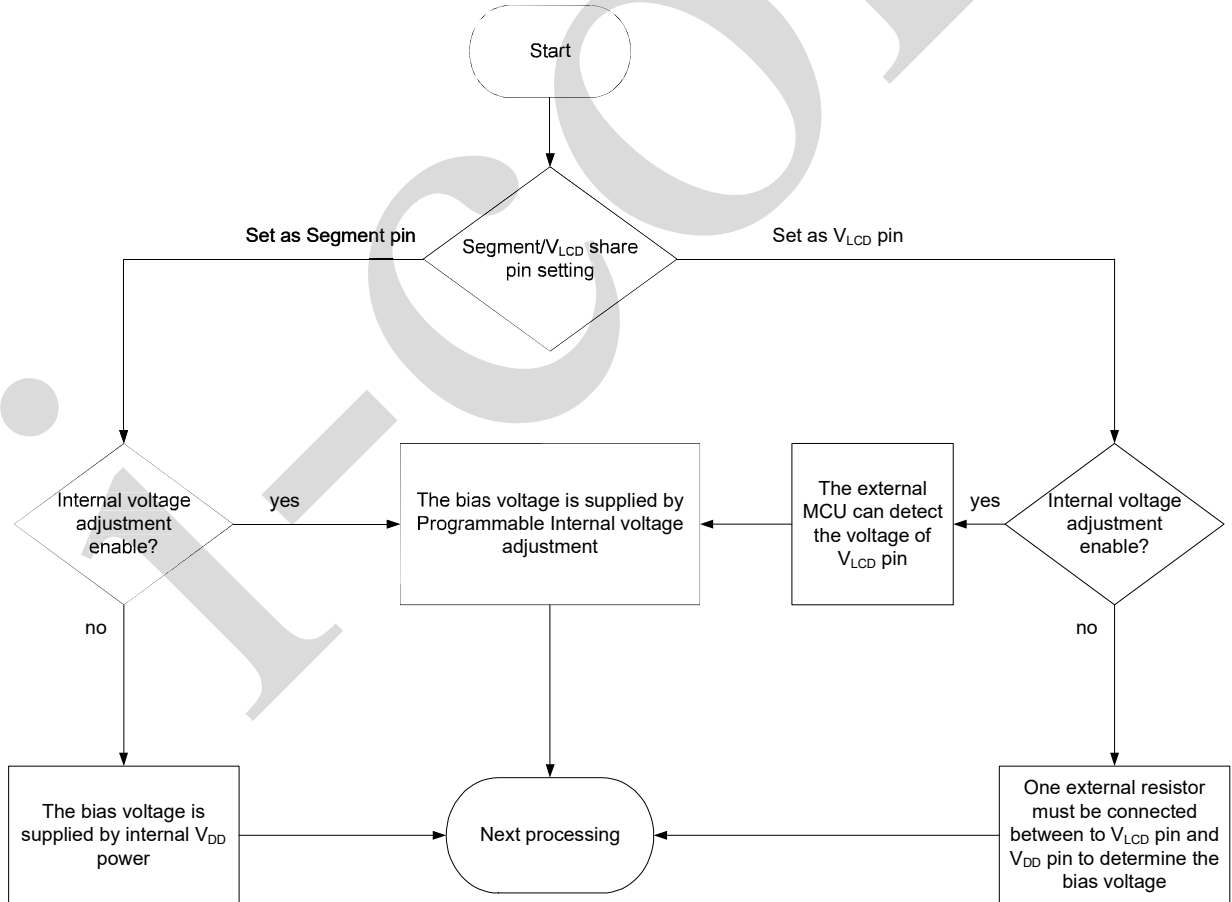 Start
Set as Segment pin
Segment/VLCD share
pin setting
Set as VLCD pin
Internal voltage
adjustment
enable?
yes
The bias voltage is supplied by
Programmable Internal voltage
adjustment
The external
MCU can detect
the voltage of
VLCD pin
yes
Internal voltage
adjustment
enable?
no
no
The bias voltage is
supplied by internal VDD
power
Next processing
One external resistor
must be connected
between to VLCD pin and
VDD pin to determine the
bias voltage